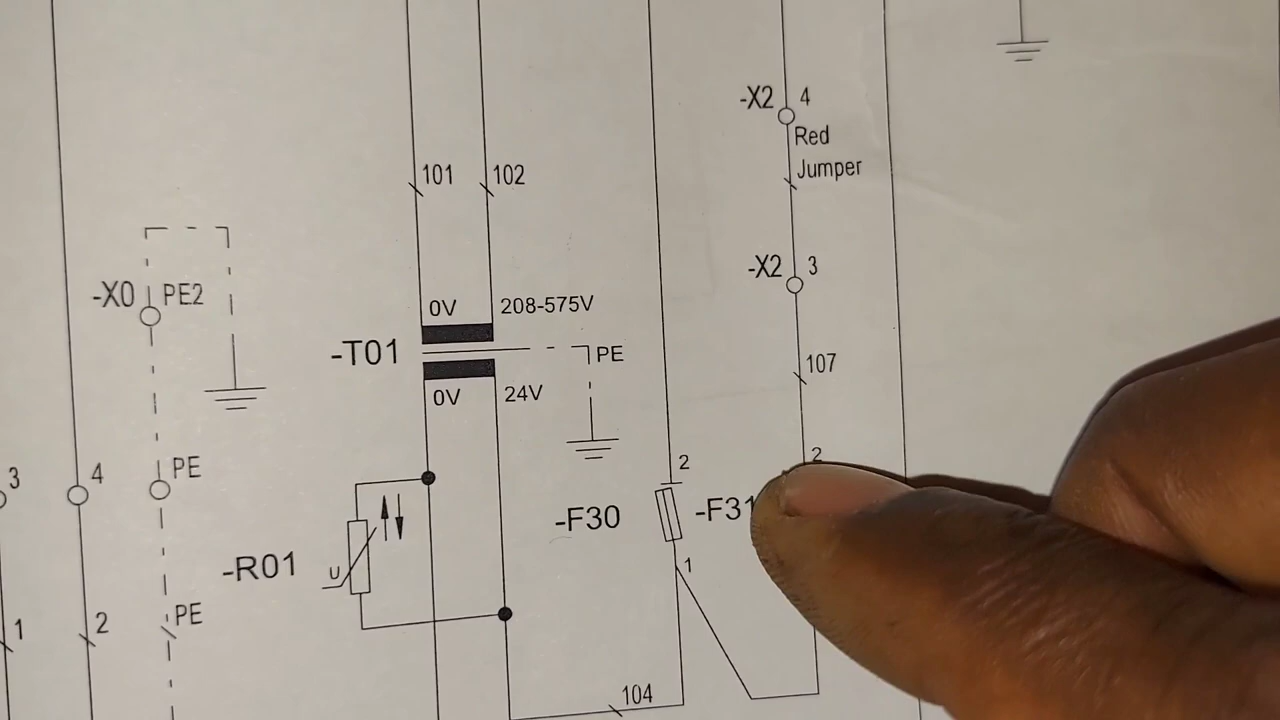 -X2 4
Red
Jumper
101
102
-X2 3
-X0 PE2
0V
208-575V
-T01
PE
107
0V
24V
3
4
PE
2
2
-F30
-F31
-R01
U
1
1
2
PE
104